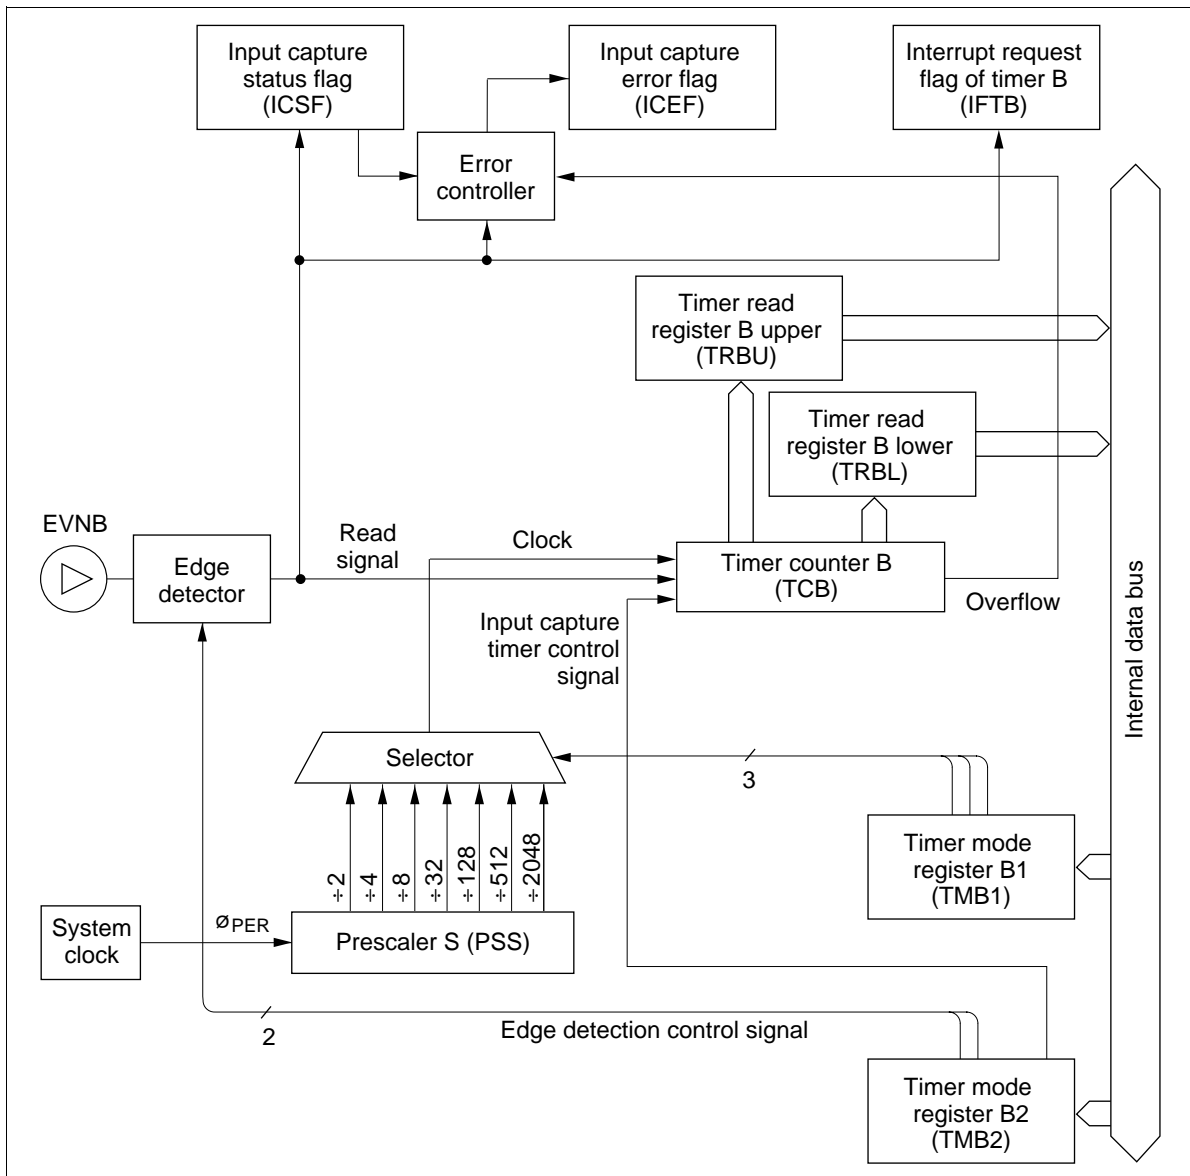 Input capture
status flag
(ICSF)
Input capture
error flag
(ICEF)
Interrupt request
flag of timer B
(IFTB)
Error
controller
Timer read
register B upper
(TRBU)
Timer read
register B lower
(TRBL)
EVNB
Edge
detector
Read
signal
Clock
Timer counter B
(TCB)
Overflow
Input capture
timer control
signal
Internal data bus
Selector
3
÷2
÷4
÷8
÷32
÷128
÷512
÷2048
Timer mode
register B1
(TMB1)
System
clock
øPER
Prescaler S (PSS)
2
Edge detection control signal
Timer mode
register B2
(TMB2)